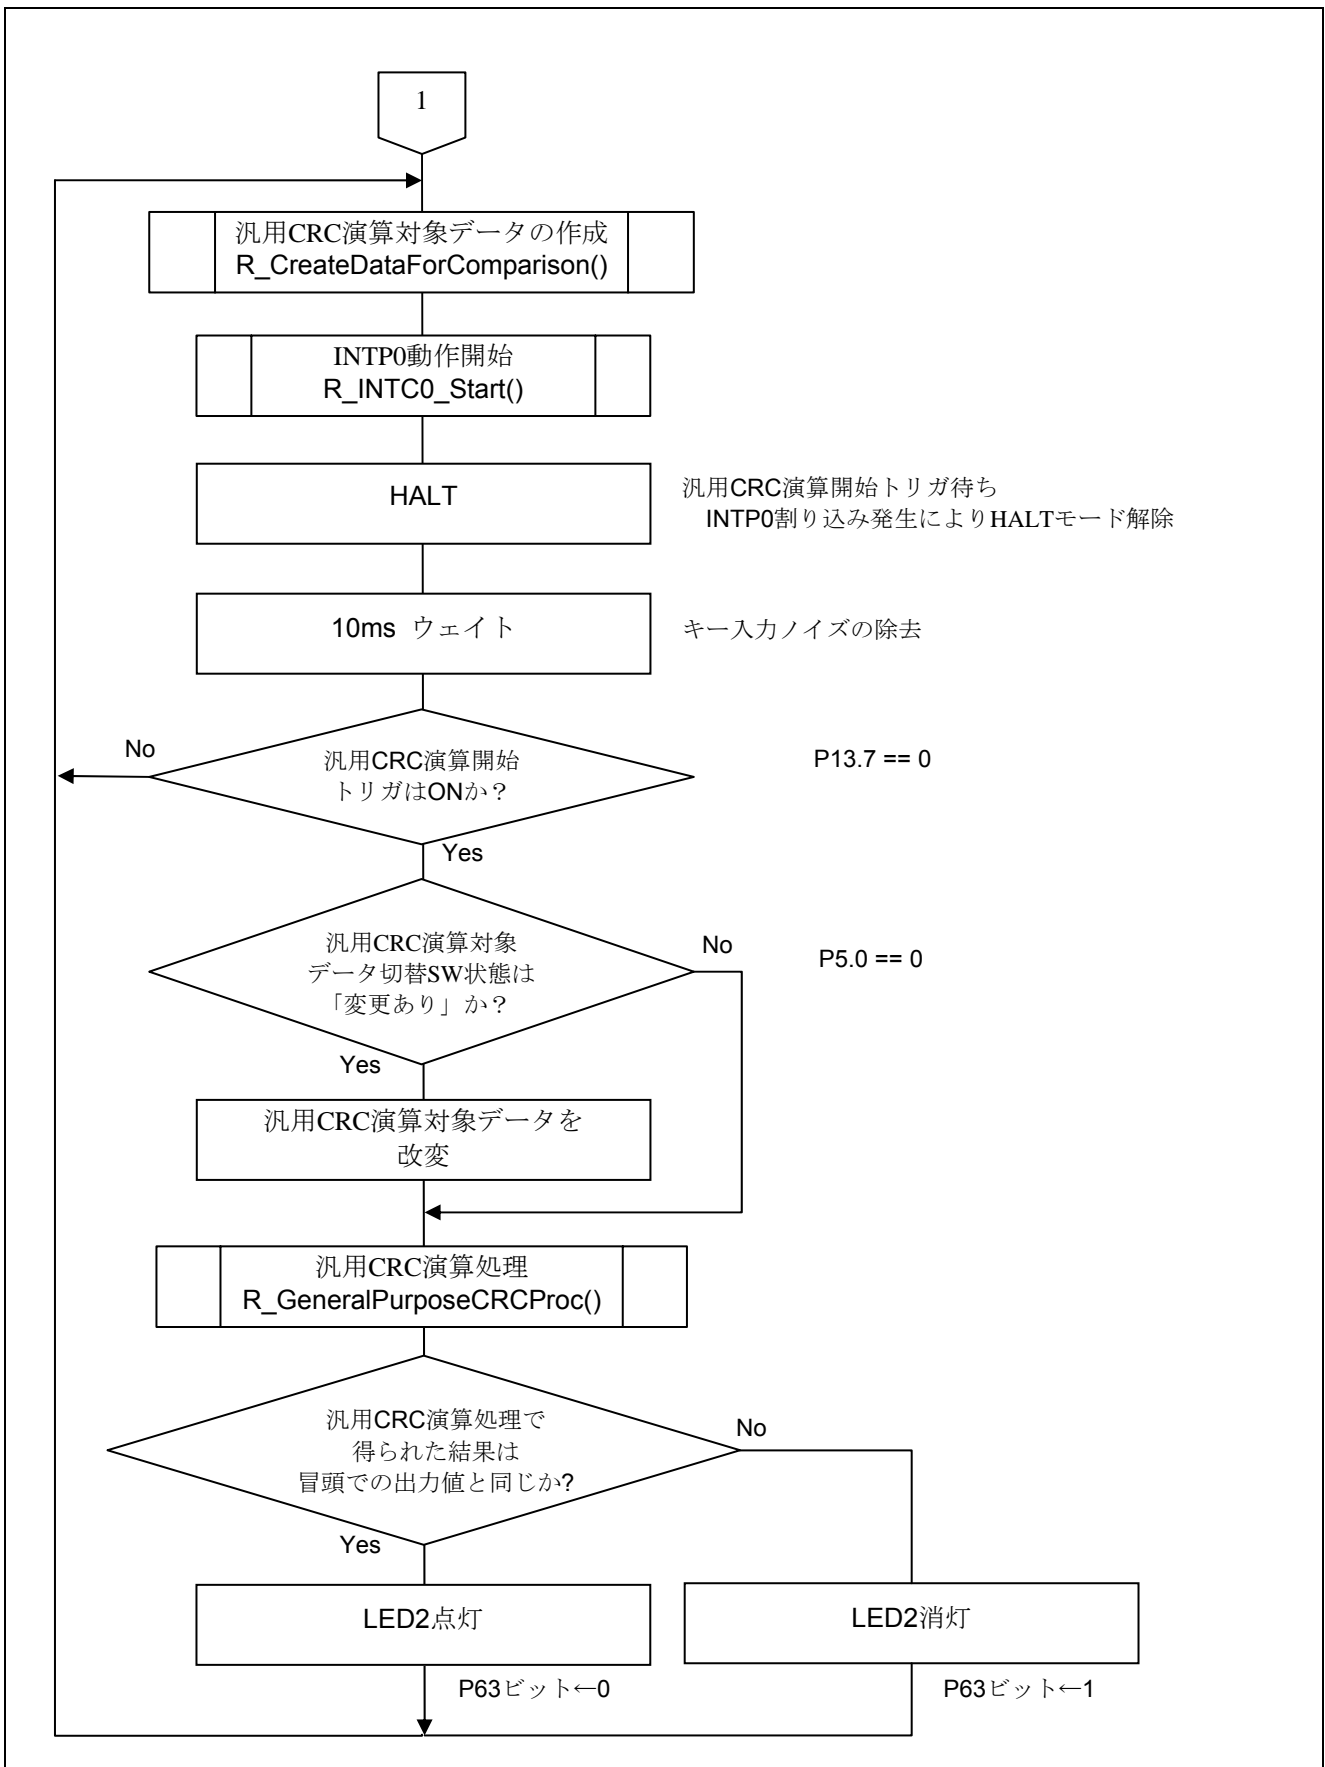 1
汎用CRC演算対象データの作成
R_CreateDataForComparison()
INTP0動作開始
R_INTC0_Start()
HALT
汎用CRC演算開始トリガ待ち
INTP0割り込み発生によりHALTモード解除
10ms ウェイト
キー入力ノイズの除去
No
汎用CRC演算開始
トリガはONか？
P13.7 == 0
Yes
汎用CRC演算対象
データ切替SW状態は
「変更あり」か？
No
P5.0 == 0
Yes
汎用CRC演算対象データを
改変
汎用CRC演算処理
R_GeneralPurposeCRCProc()
汎用CRC演算処理で
得られた結果は
冒頭での出力値と同じか?
No
Yes
LED2点灯
LED2消灯
P63ビット←0
P63ビット←1